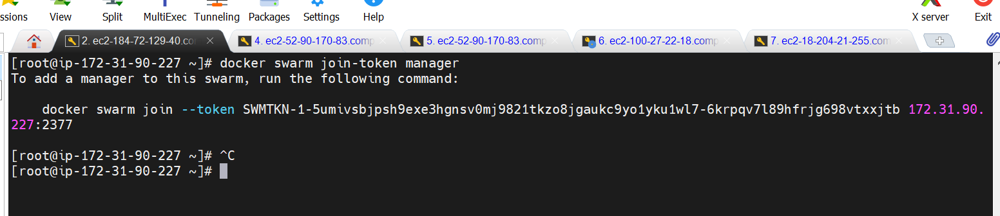 ssions View Split MultiExec Tunneling Packages Settings Help X server Exit
2. ec2-184-72-129-40.co 4. ec2-52-90-170-83.comp 5. ec2-52-90-170-83.comp 6. ec2-100-27-22-18.comp 7. ec2-18-204-21-255.com
[root@ip-172-31-90-227 ~]# docker swarm join-token manager
To add a manager to this swarm, run the following command:
docker swarm join --token SWMTKN-1-5umivsbjpsh9exe3hgnsv0mj9821tkzo8jgaukc9yo1yku1wl7-6krpqv7l89hfrjg698vtxxjtb 172.31.90.
227:2377
[root@ip-172-31-90-227 ~]# ^C
[root@ip-172-31-90-227 ~]#